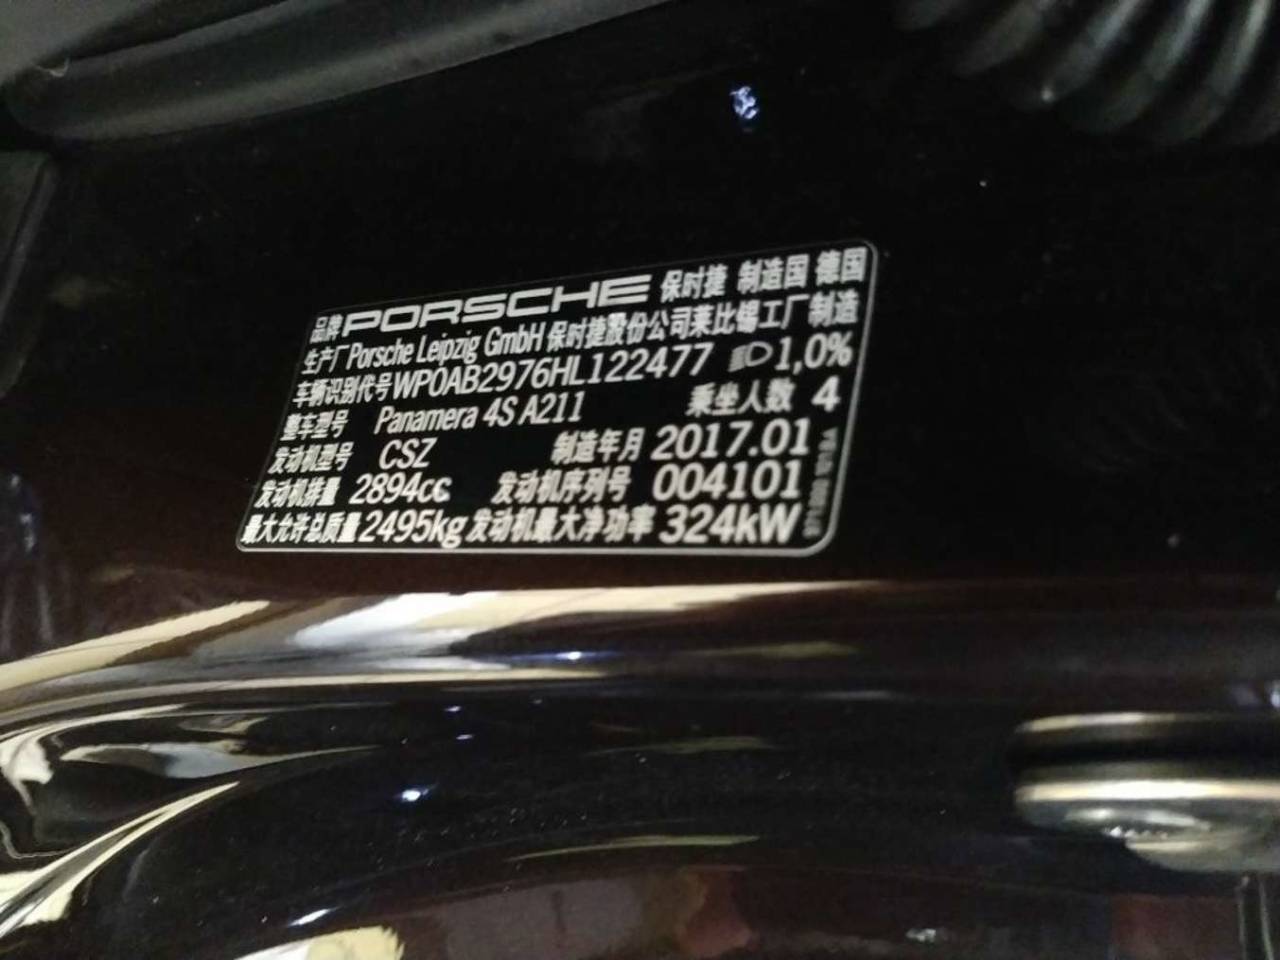 品牌 PORSCHE 保时捷 制造国 德国
生产厂 Porsche Leipzig GmbH 保时捷股份公司莱比锡工厂制造
车辆识别代号 WP0AB2976HL122477 1,0%
整车型号 Panamera 4S A211 乘坐人数 4
发动机型号 CSZ 制造年月 2017.01
发动机排量 2894cc 发动机序列号 004101
最大允许总质量 2495kg 发动机最大净功率 324kW